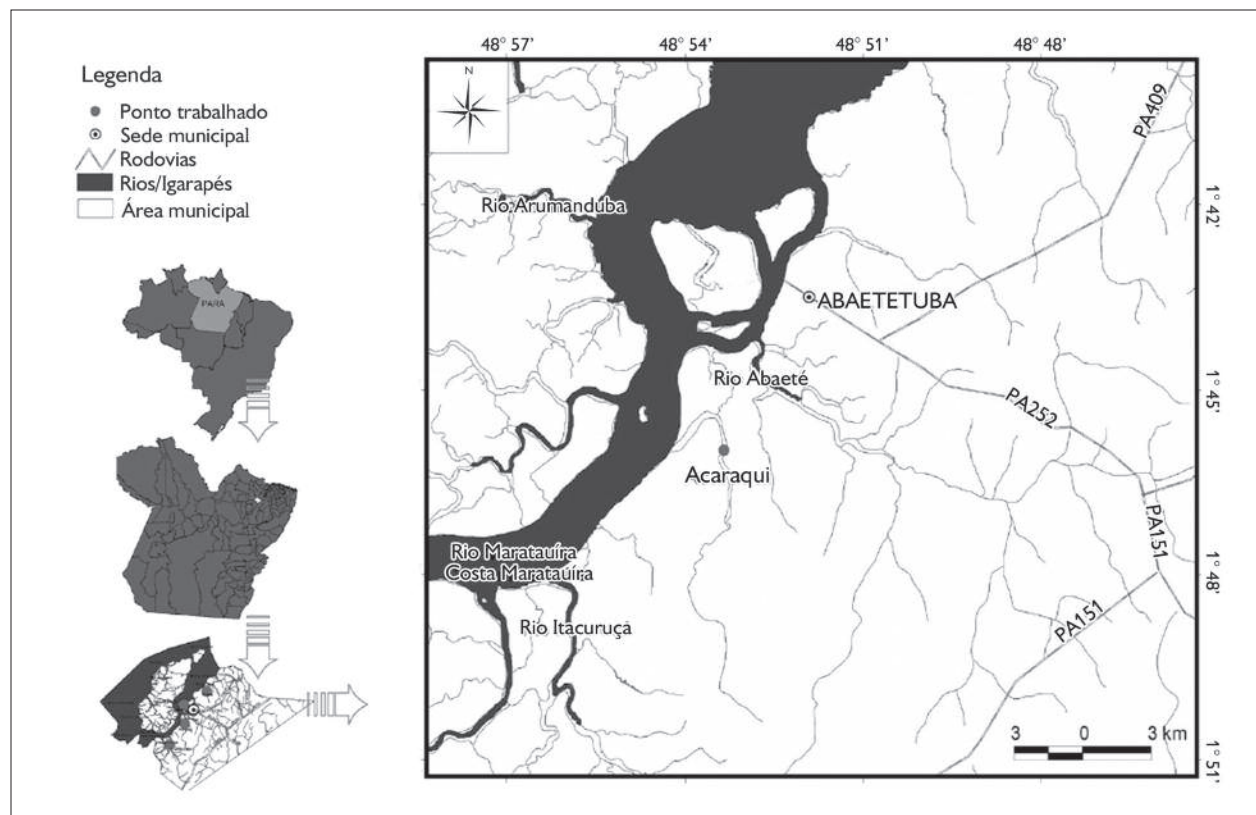 Legenda
Ponto trabalhado
Sede municipal
Rodovias
Rios/Igarapés
Área municipal
PARÁ
48° 57’
48° 54’
48° 51’
48° 48’
N
PA409
Rio Arumanduba
1° 42’
ABAETETUBA
Rio Abaeté
1° 45’
PA252
Acaraqui
PA151
Rio Maratauíra
Costa Maratauíra
1° 48’
Rio Itacuruçá
PA151
3 0 3 km
1° 51’